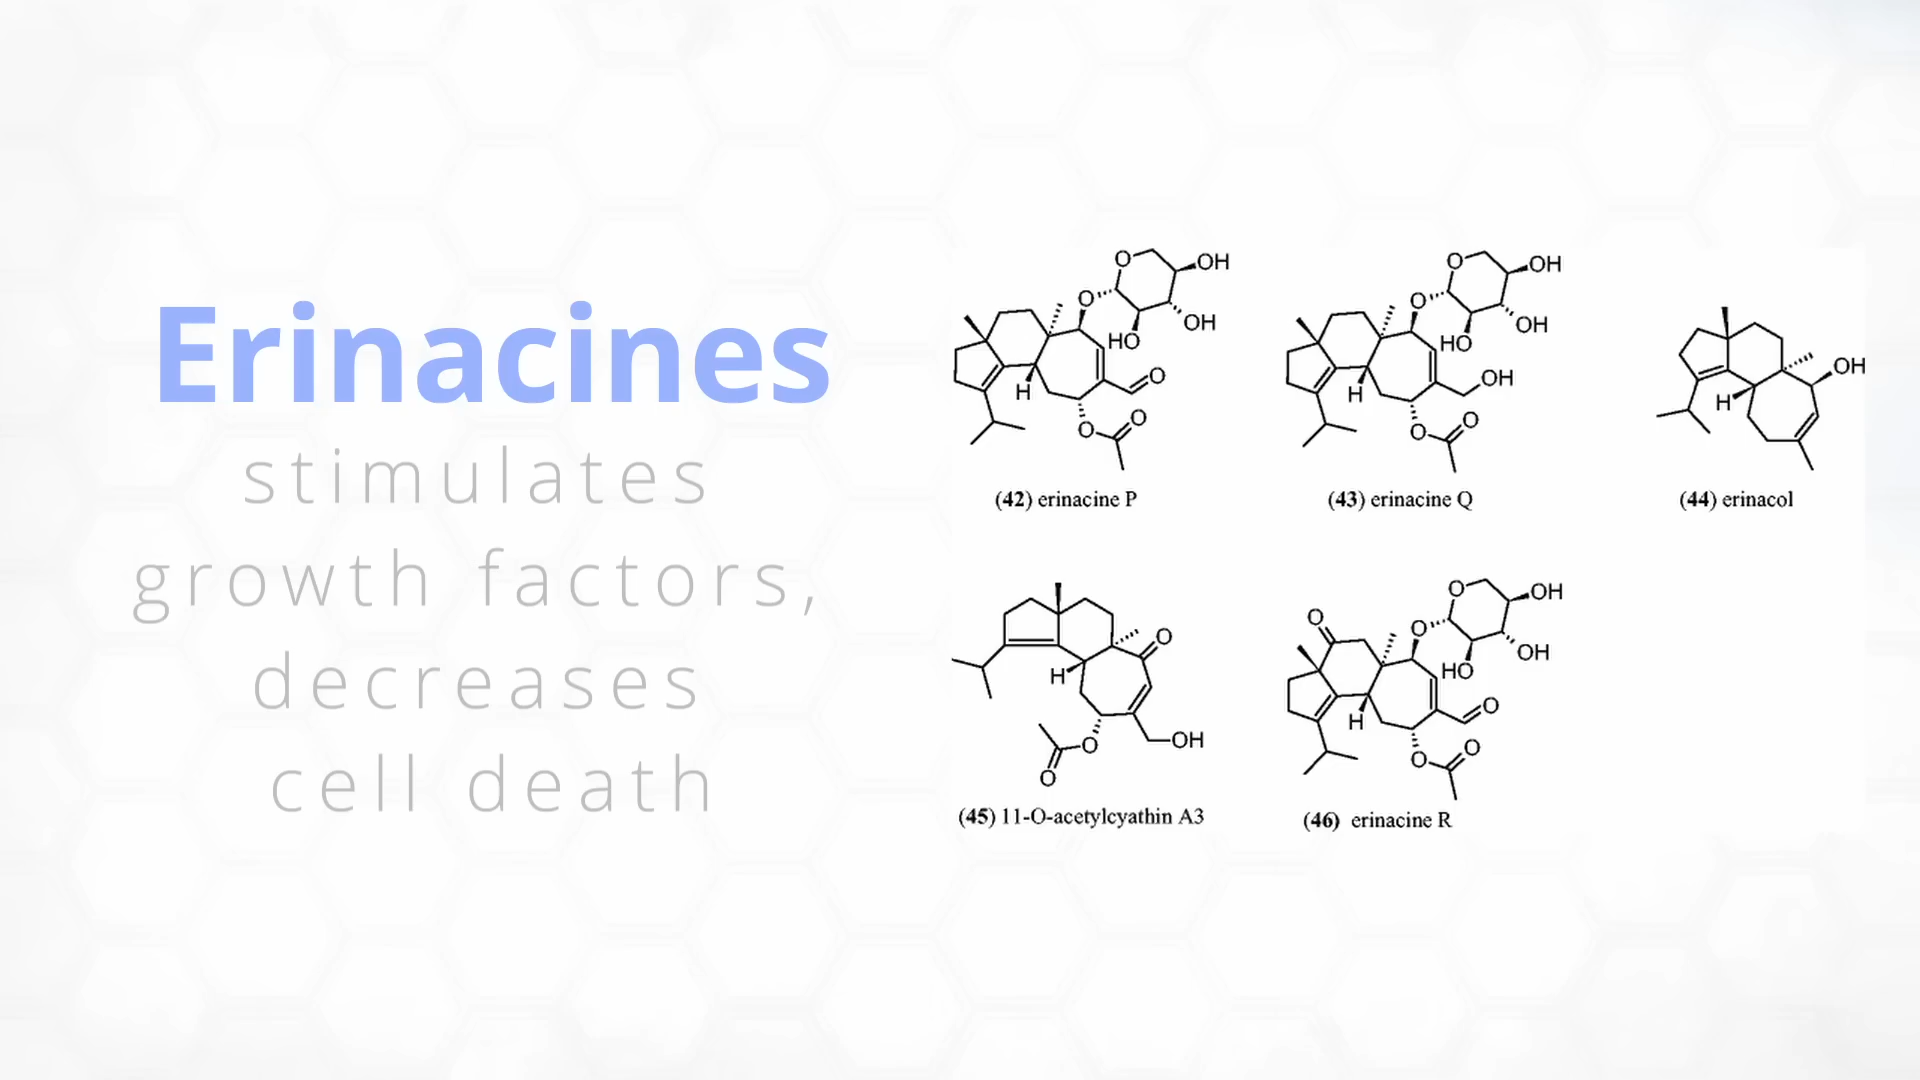 Erinacines
stimulates
growth factors,
decreases
cell death
O
OH
O
OH
HO
H
O
O
O
(42) erinacine P
O
OH
O
OH
HO
H
OH
O
O
(43) erinacine Q
OH
H
(44) erinacol
O
H
O
OH
O
(45) 11-O-acetylcyathin A3
O
OH
O
O
OH
HO
H
O
O
O
(46) erinacine R